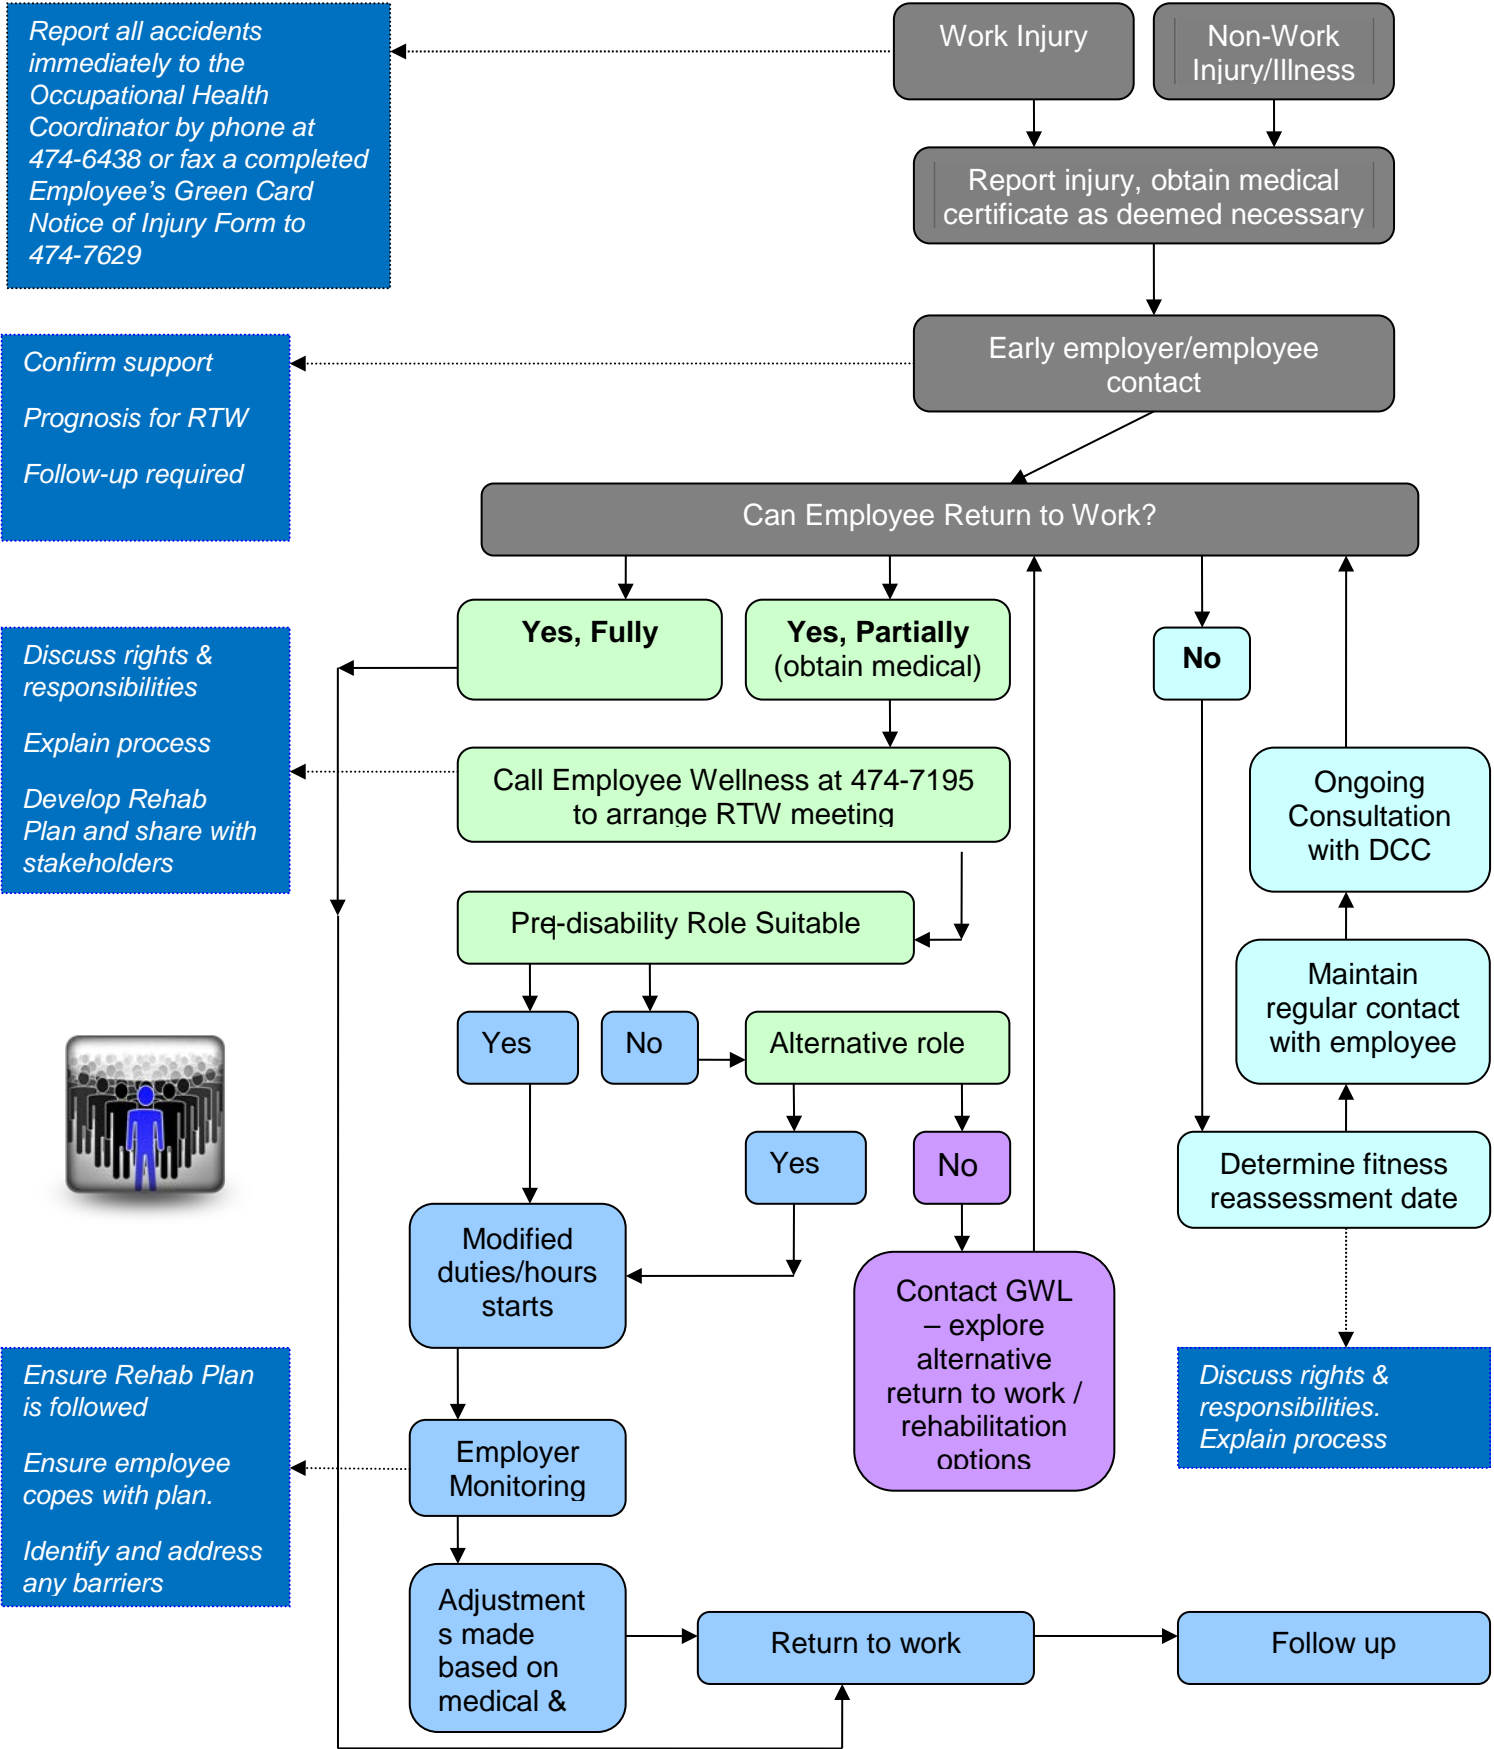 Report all accidents
immediately to the
Occupational Health
Coordinator by phone at
474-6438 or fax a completed
Employee’s Green Card
Notice of Injury Form to
474-7629
Work Injury
Non-Work
Injury/Illness
Report injury, obtain medical
certificate as deemed necessary
Confirm support
Prognosis for RTW
Follow-up required
Early employer/employee
contact
Can Employee Return to Work?
Yes, Fully
Yes, Partially
(obtain medical)
No
Discuss rights &
responsibilities
Explain process
Develop Rehab
Plan and share with
stakeholders
Call Employee Wellness at 474-7195
to arrange RTW meeting
Ongoing
Consultation
with DCC
Pre-disability Role Suitable
Maintain
regular contact
with employee
Yes
No
Alternative role
Yes
No
Determine fitness
reassessment date
Modified
duties/hours
starts
Contact GWL
– explore
alternative
return to work /
rehabilitation
options
Discuss rights &
responsibilities.
Explain process
Ensure Rehab Plan
is followed
Ensure employee
copes with plan.
Identify and address
any barriers
Employer
Monitoring
Adjustment
s made
based on
medical &
Return to work
Follow up